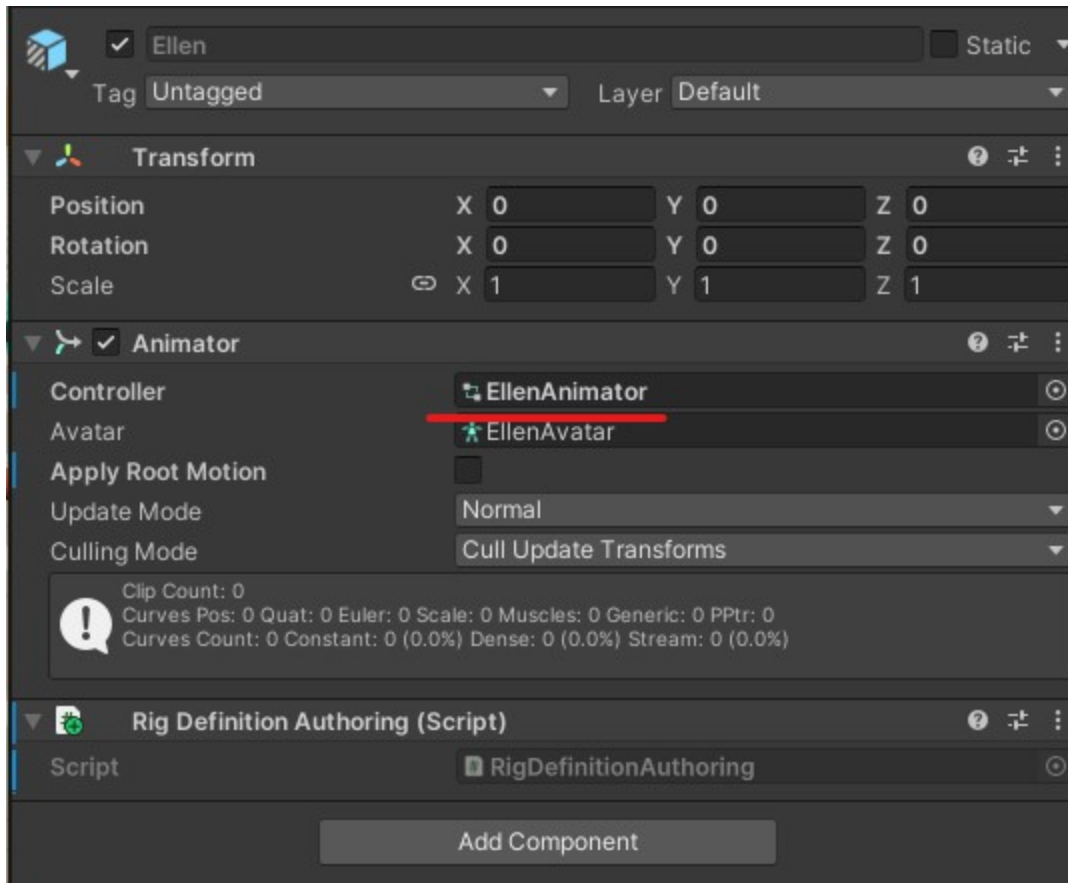 Ellen Static
Tag Untagged Layer Default
Transform
Position X 0 Y 0 Z 0
Rotation X 0 Y 0 Z 0
Scale X 1 Y 1 Z 1
Animator
Controller EllenAnimator
Avatar EllenAvatar
Apply Root Motion
Update Mode Normal
Culling Mode Cull Update Transforms
Clip Count: 0
Curves Pos: 0 Quat: 0 Euler: 0 Scale: 0 Muscles: 0 Generic: 0 PPtr: 0
Curves Count: 0 Constant: 0 (0.0%) Dense: 0 (0.0%) Stream: 0 (0.0%)
Rig Definition Authoring (Script)
Script RigDefinitionAuthoring
Add Component